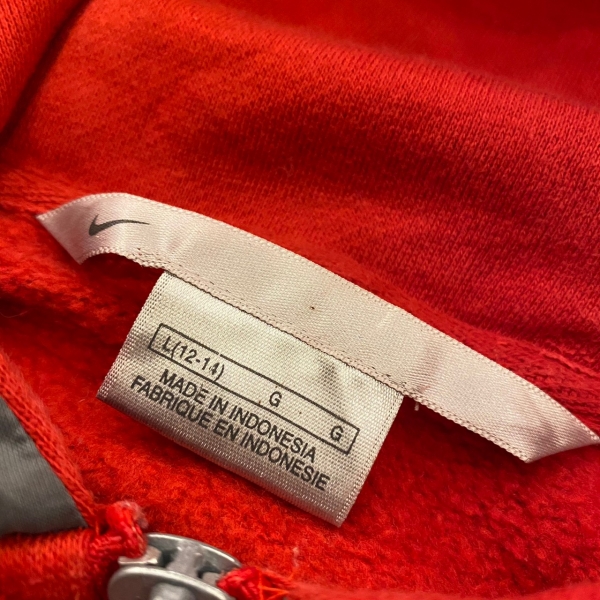 L(12-14) G G
MADE IN INDONESIA
FABRIQUE EN INDONESIE